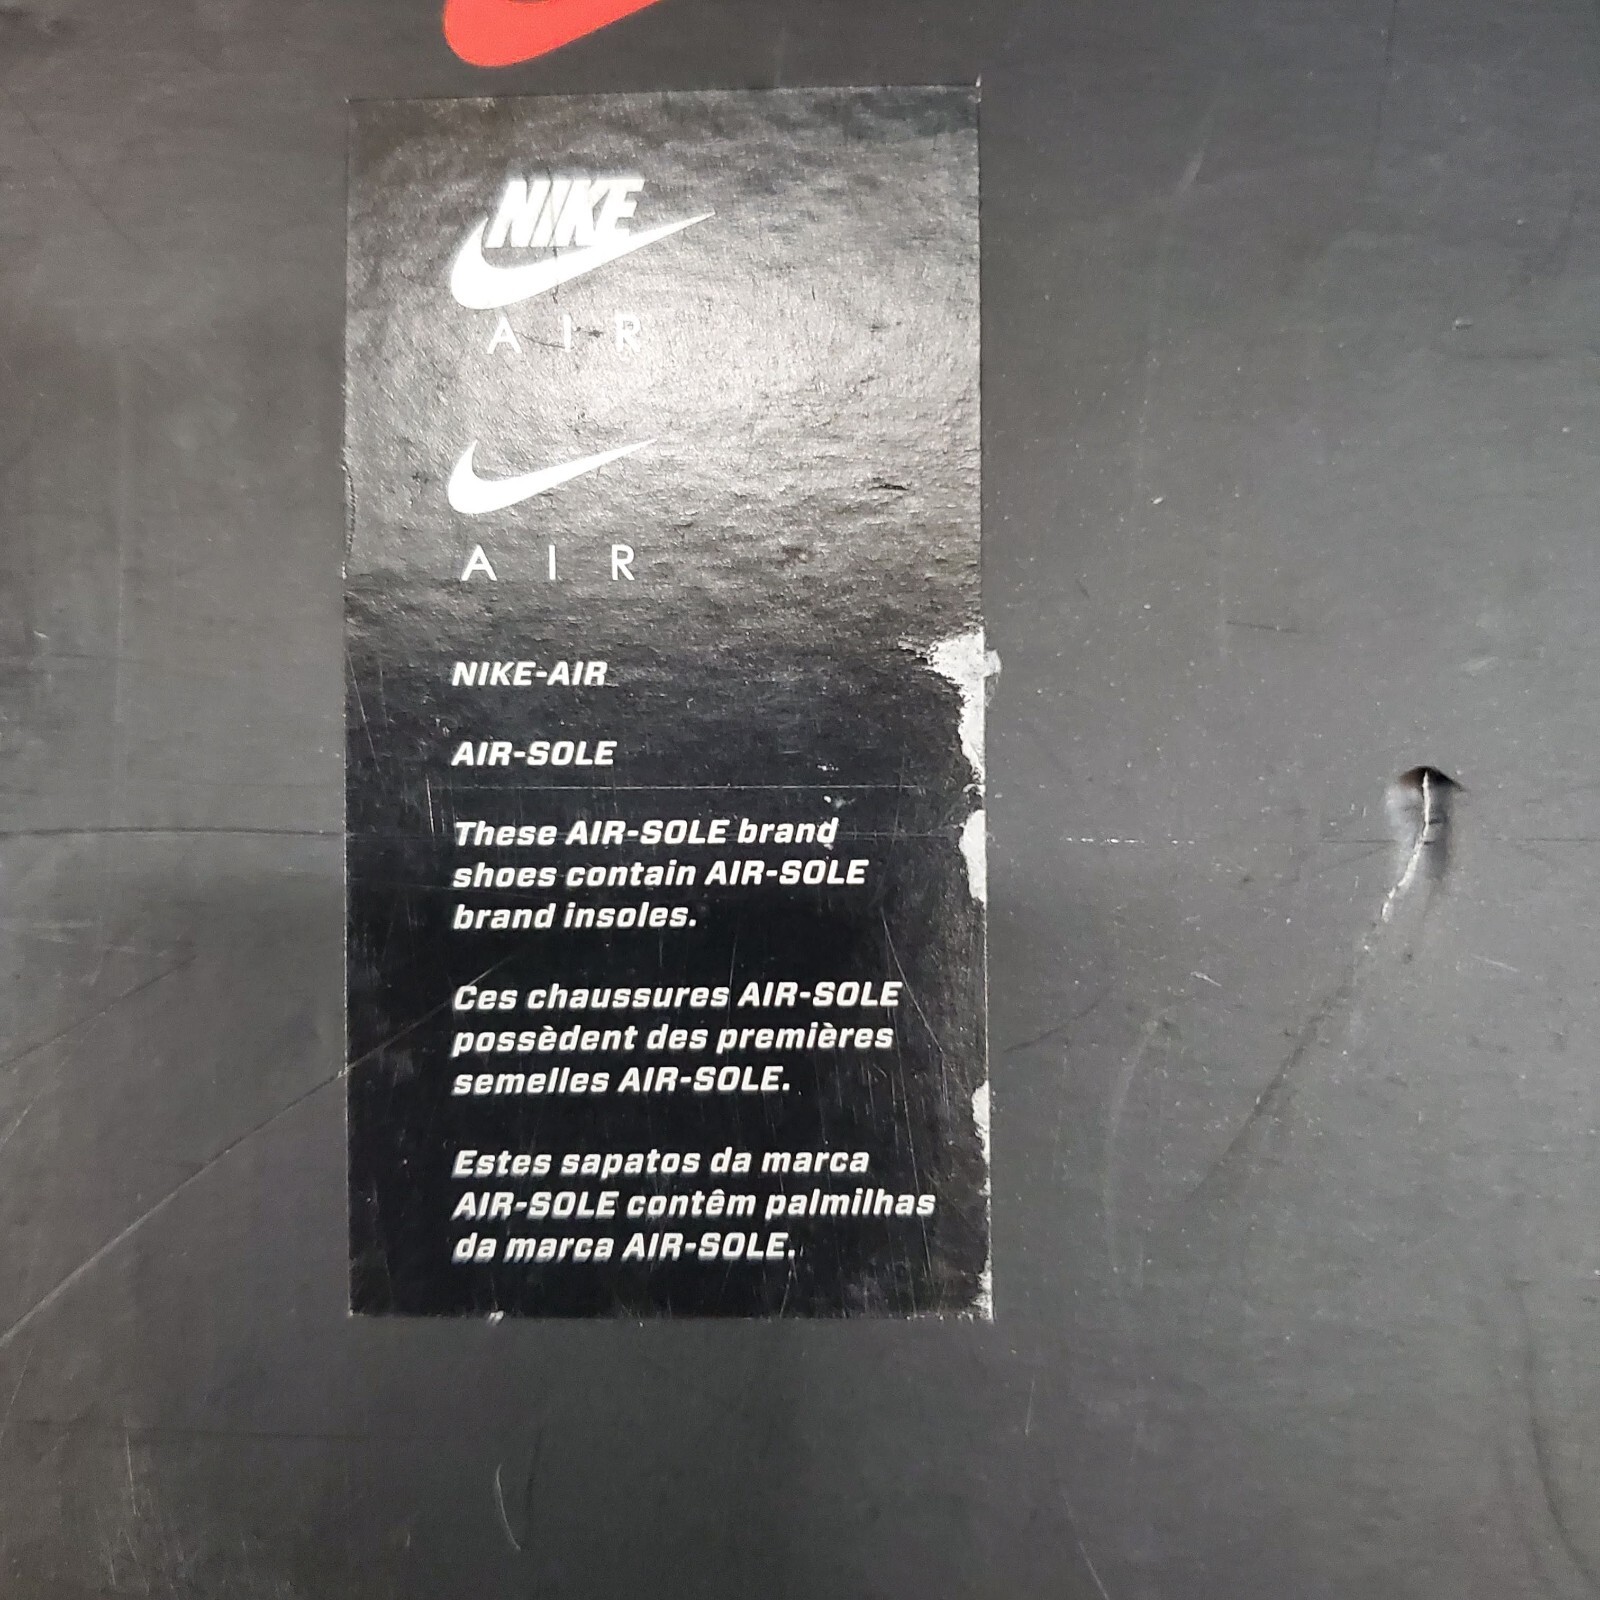 NIKE
AIR
AIR
NIKE-AIR
AIR-SOLE
These AIR-SOLE brand
shoes contain AIR-SOLE
brand insoles.
Ces chaussures AIR-SOLE
possèdent des premières
semelles AIR-SOLE.
Estes sapatos da marca
AIR-SOLE contêm palmilhas
da marca AIR-SOLE.